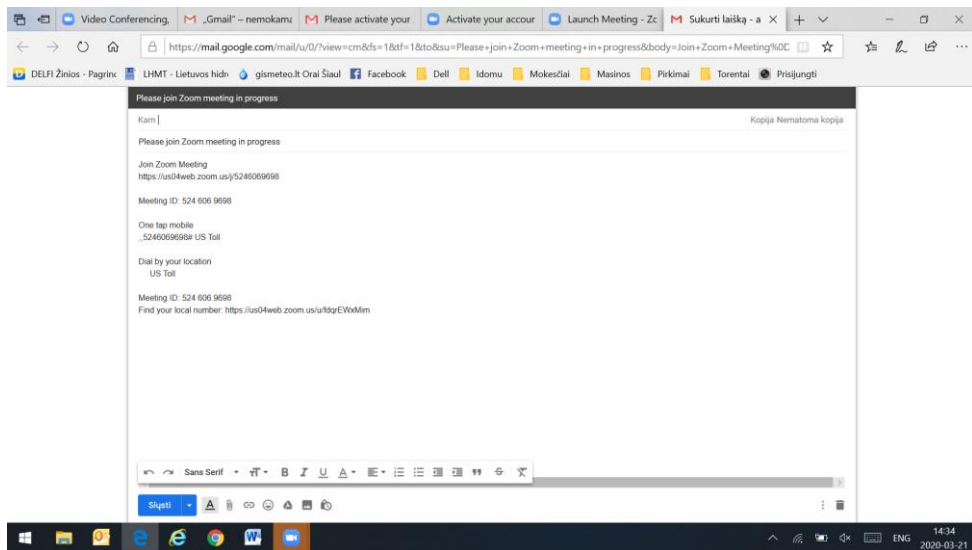 Video Conferencing, „Gmail“ – nemokama Please activate your Activate your accour Launch Meeting - Zc Sukurti laišką - a
https://mail.google.com/mail/u/0/?view=cm&fs=1&tf=1&to&su=Please+join+Zoom+meeting+in+progress&body=Join+Zoom+Meeting%0D
DELFI Žinios - Pagrinc LHMT - Lietuvos hidr gismeteo.lt Orai Šiaul Facebook Dell Idomu Mokesčiai Masinos Pirkimai Torentai Prisijungti
Please join Zoom meeting in progress
Kam Kopija Nematoma kopija
Please join Zoom meeting in progress
Join Zoom Meeting
https://us04web.zoom.us/j/5246069698
Meeting ID: 524 606 9698
One tap mobile
,,5246069698# US Toll
Dial by your location
US Toll
Meeting ID: 524 606 9698
Find your local number: https://us04web.zoom.us/u/fdqrEWxMim
Sans Serif
Siųsti
ENG 14:34
2020-03-21